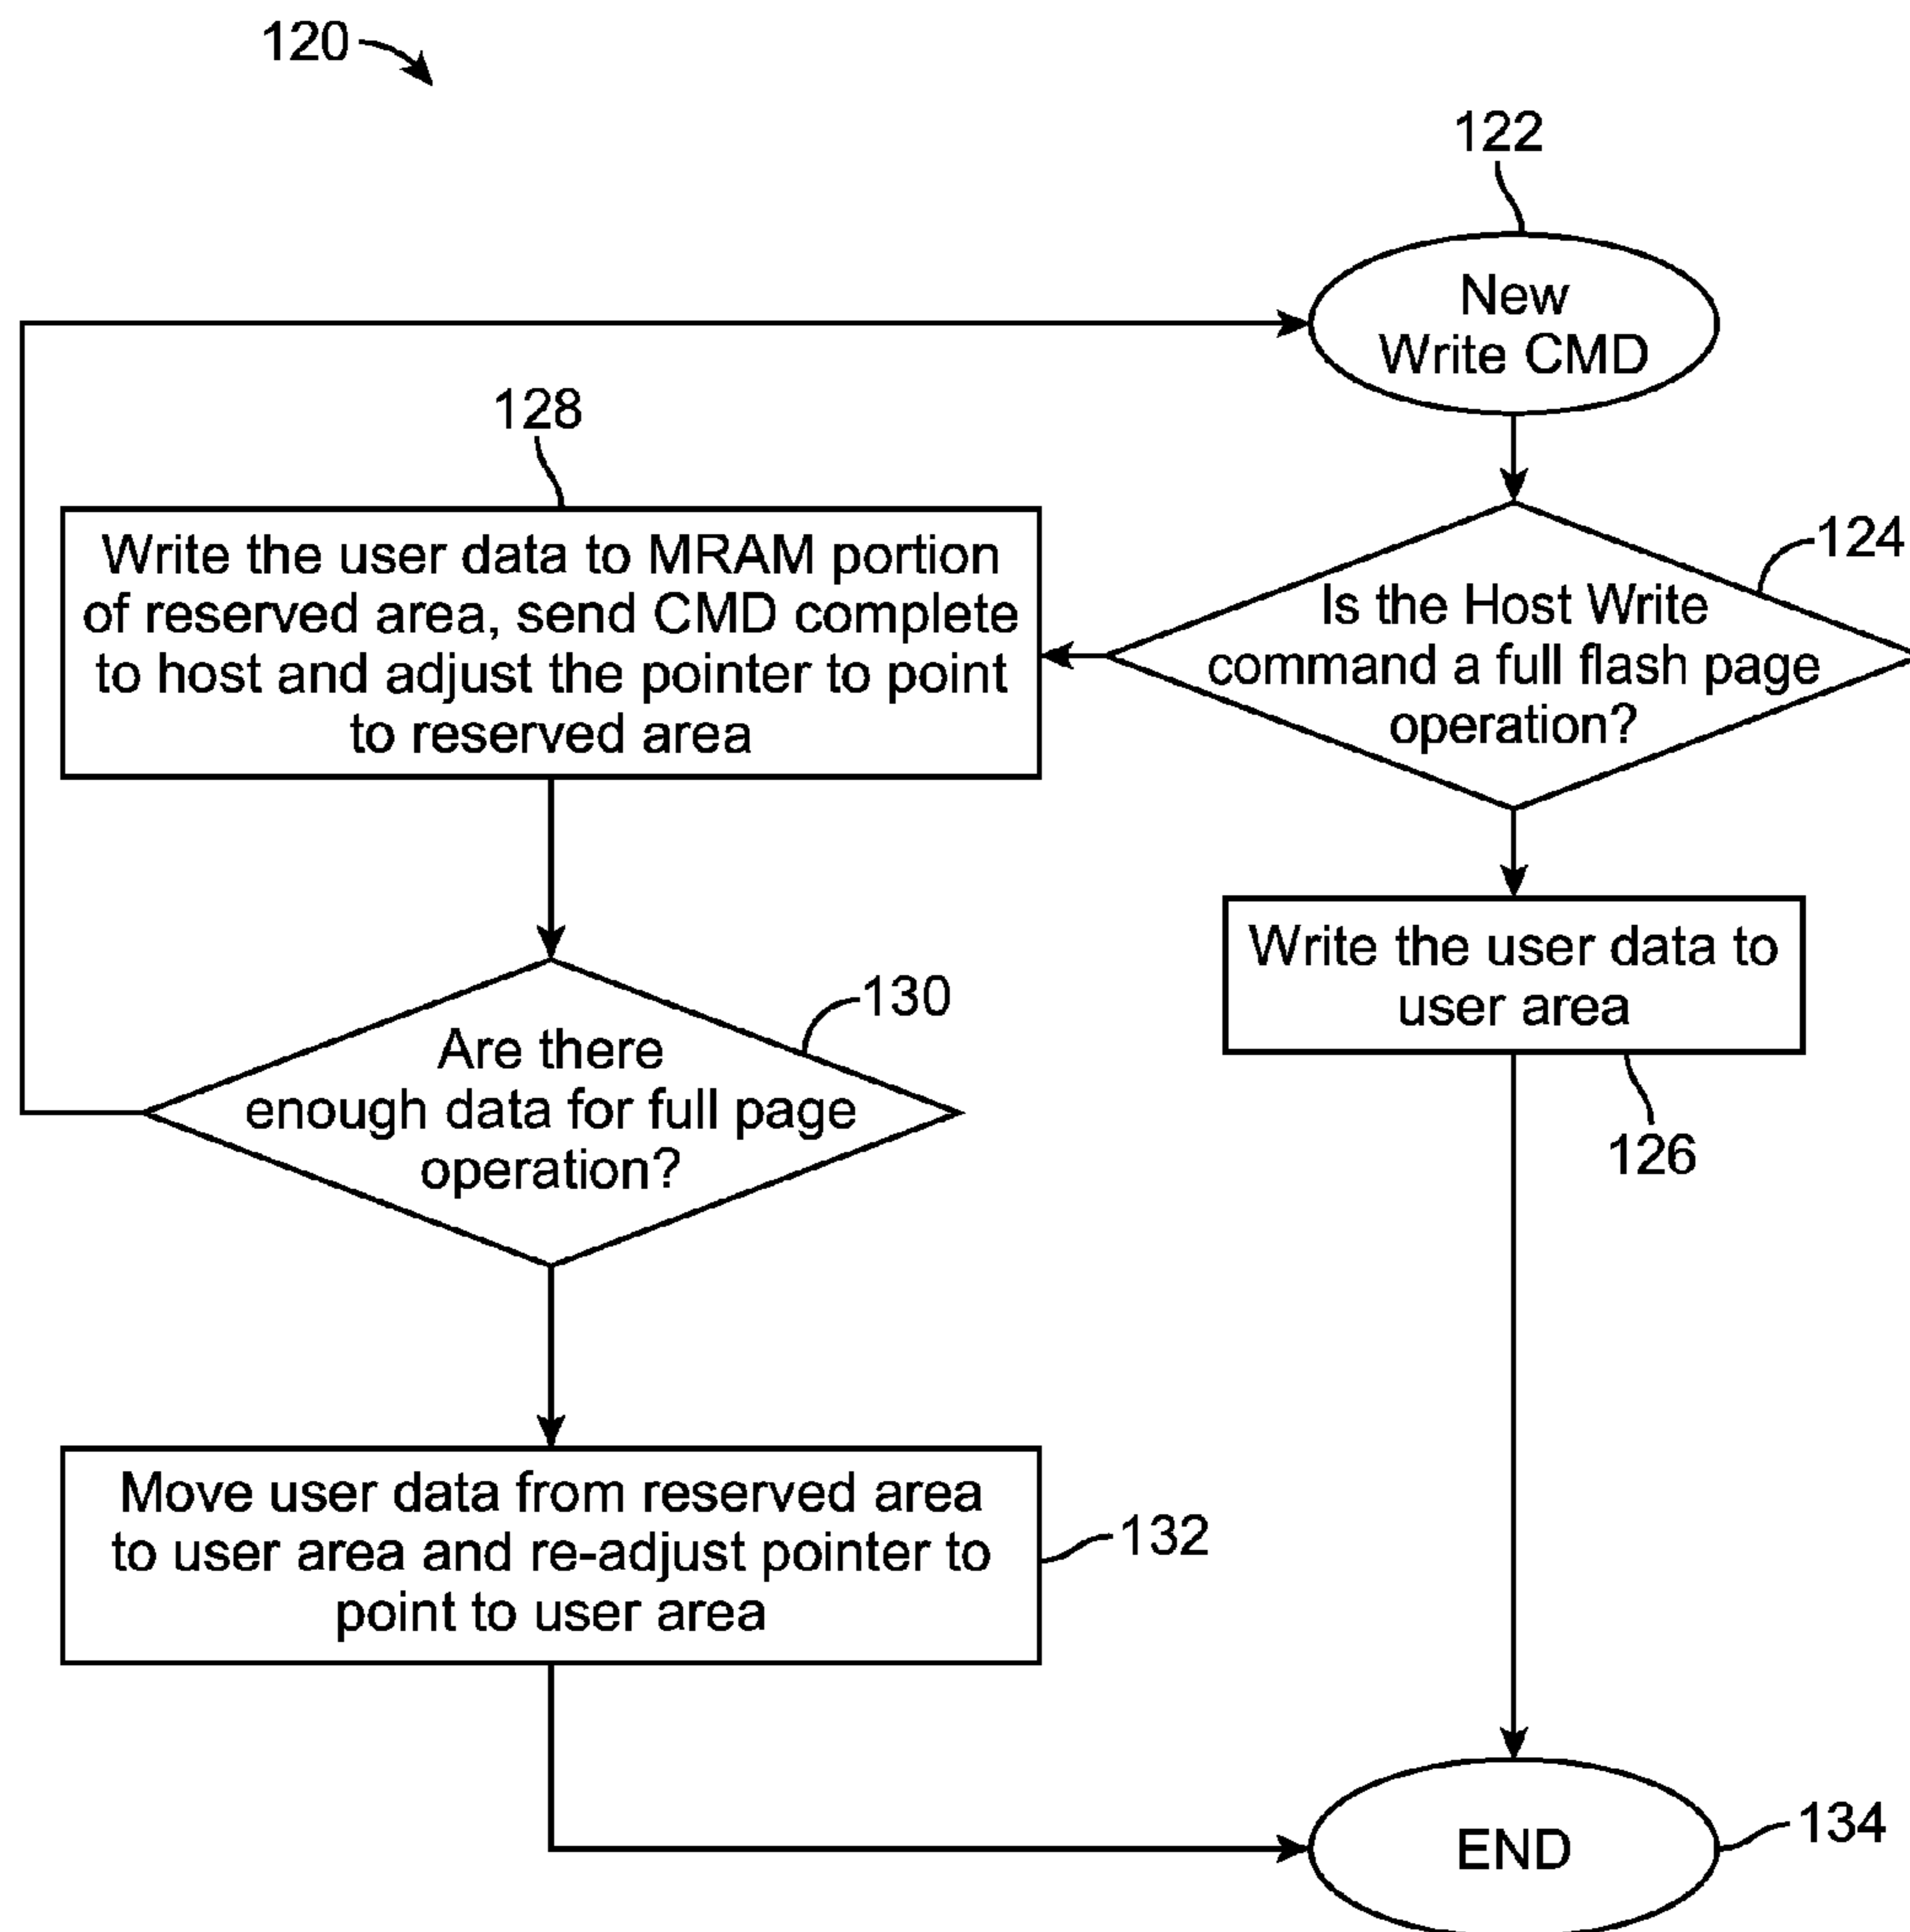 120
122
New
Write CMD
128
Write the user data to MRAM portion
of reserved area, send CMD complete
to host and adjust the pointer to point
to reserved area
124
Is the Host Write
command a full flash page
operation?
Write the user data to
user area
126
130
Are there
enough data for full page
operation?
Move user data from reserved area
to user area and re-adjust pointer to
point to user area
132
END
134